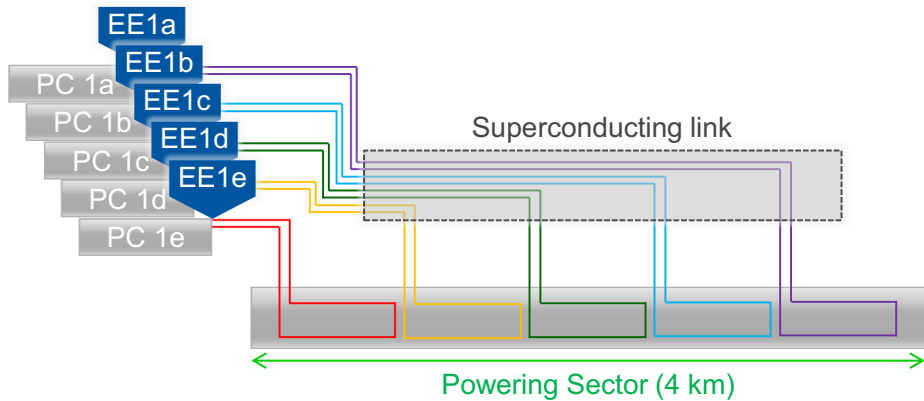 EE1a
EE1b
PC 1a
EE1c
PC 1b
EE1d
Superconducting link
PC 1c
EE1e
PC 1d
PC 1e
Powering Sector (4 km)